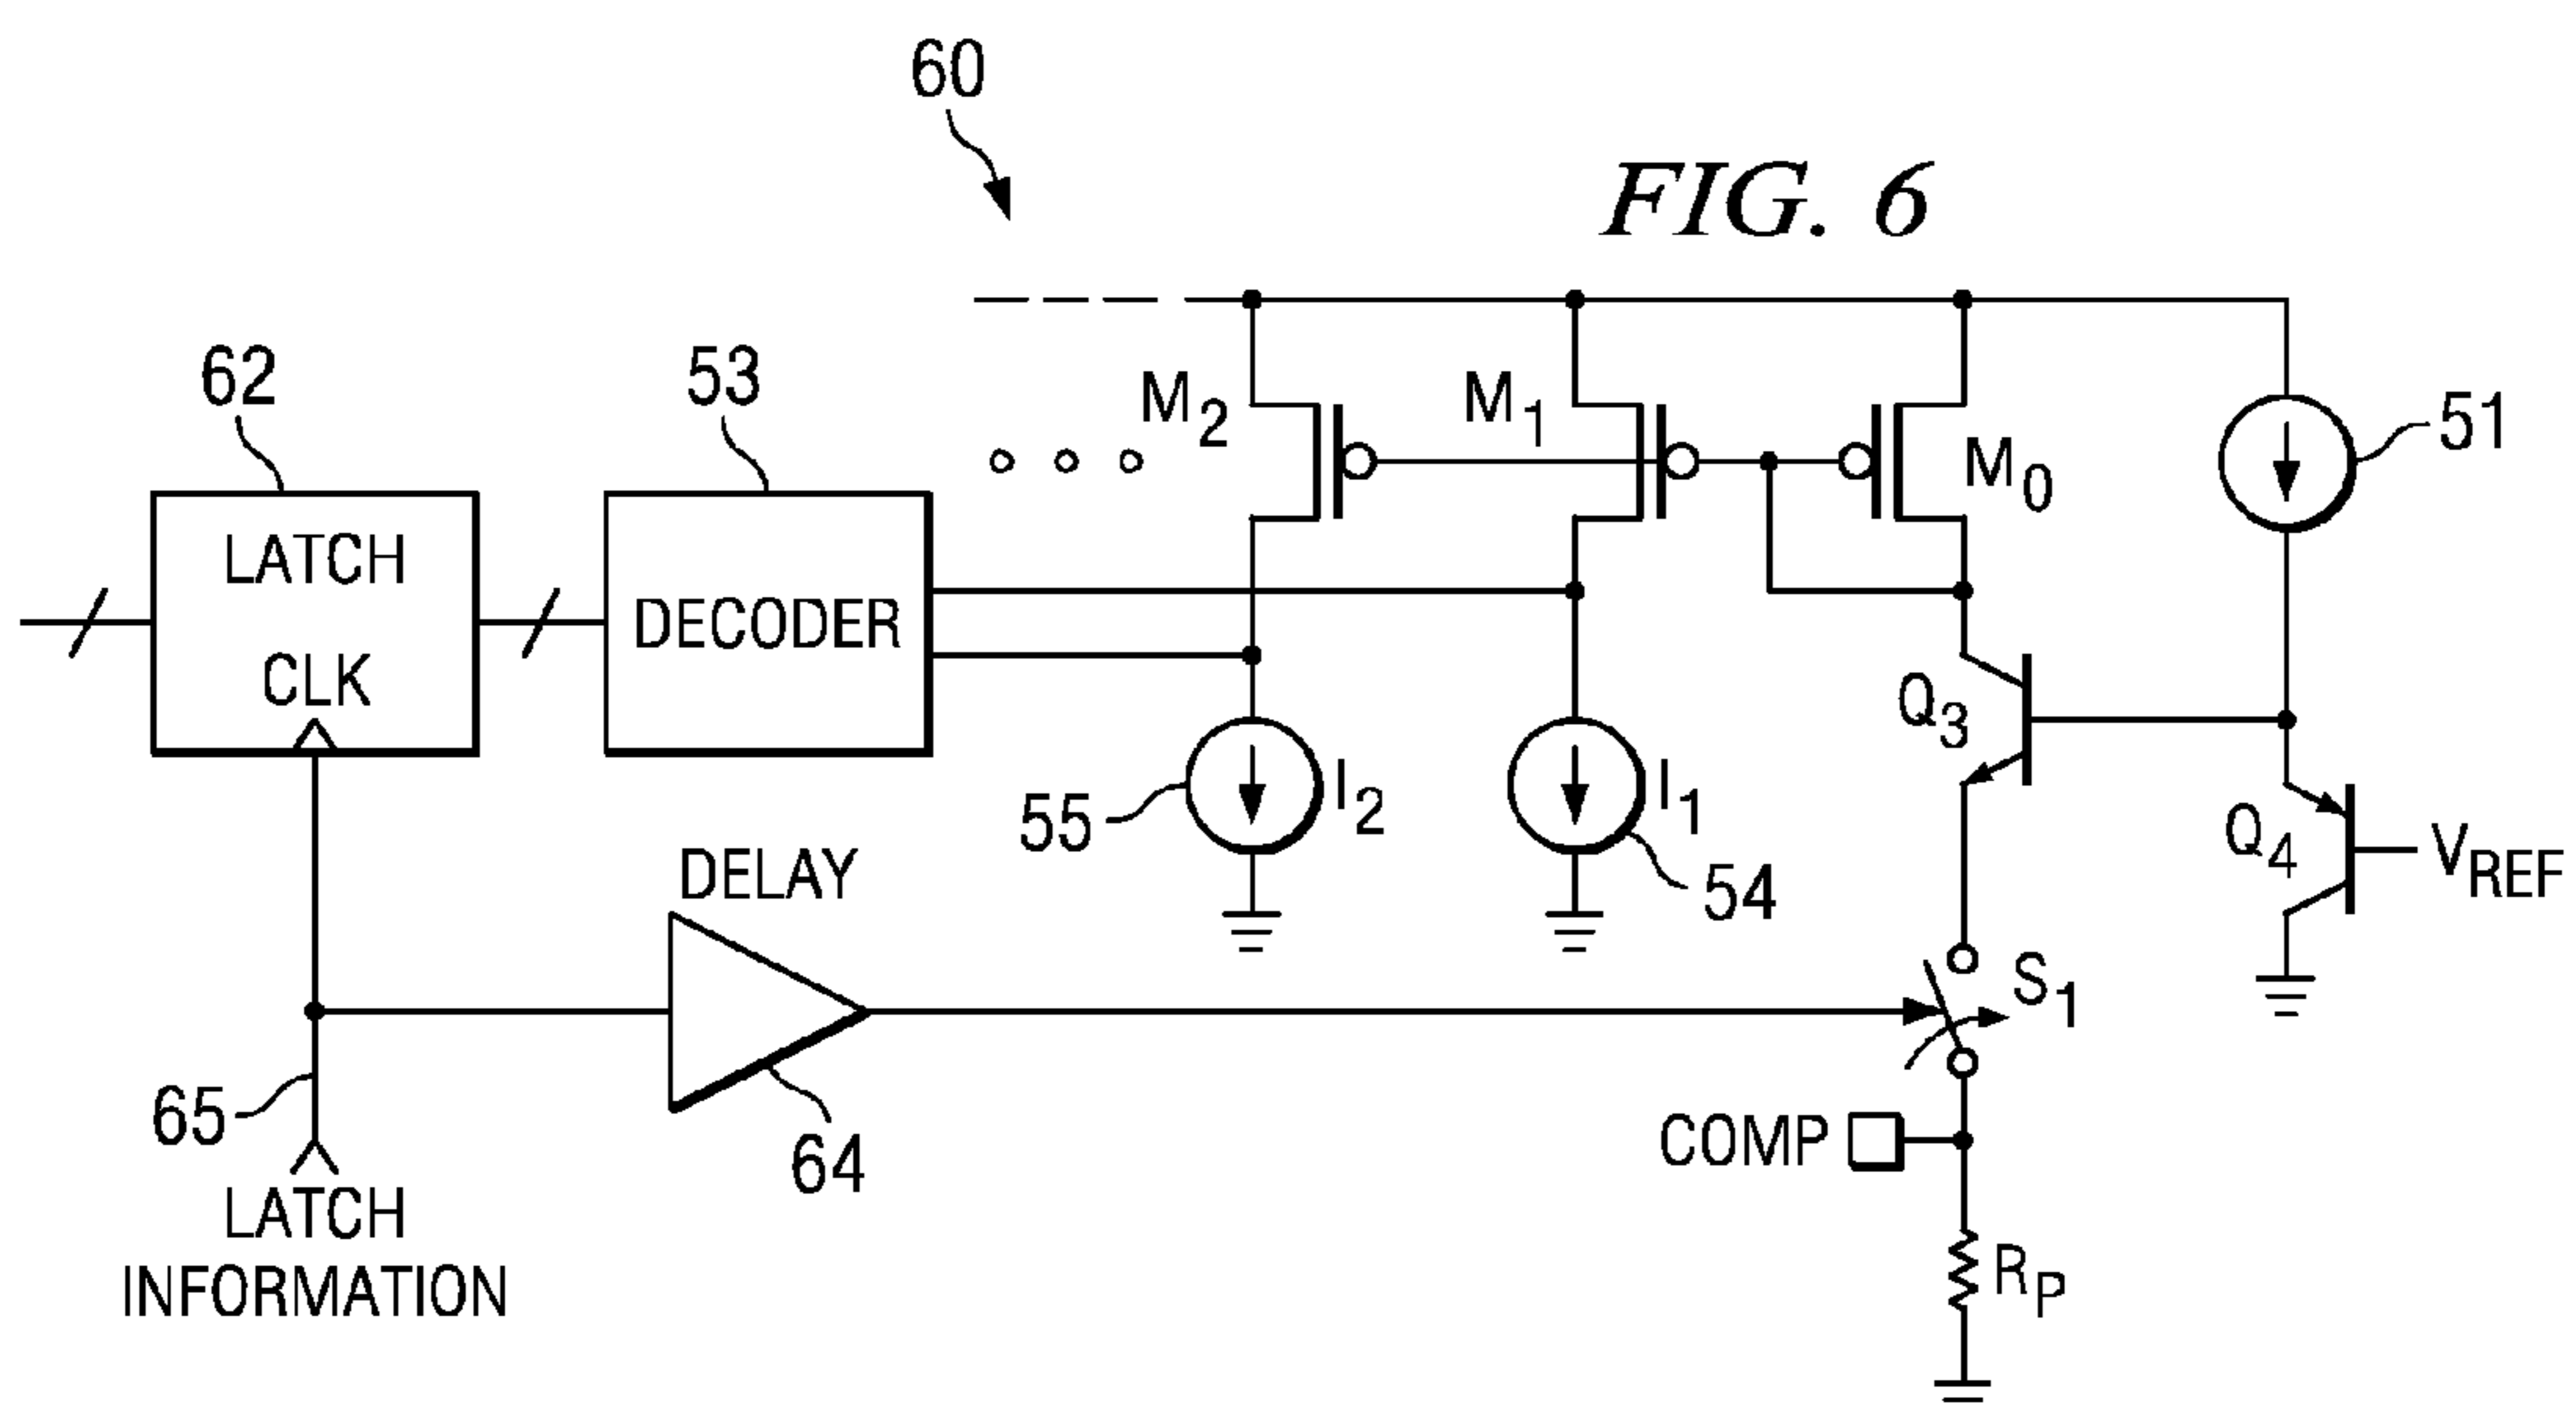 60
FIG. 6
62
53
M2
M1
M0
51
LATCH
CLK
DECODER
Q3
Q4
VREF
55
I2
I1
54
DELAY
S1
65
64
COMP
LATCH
INFORMATION
RP